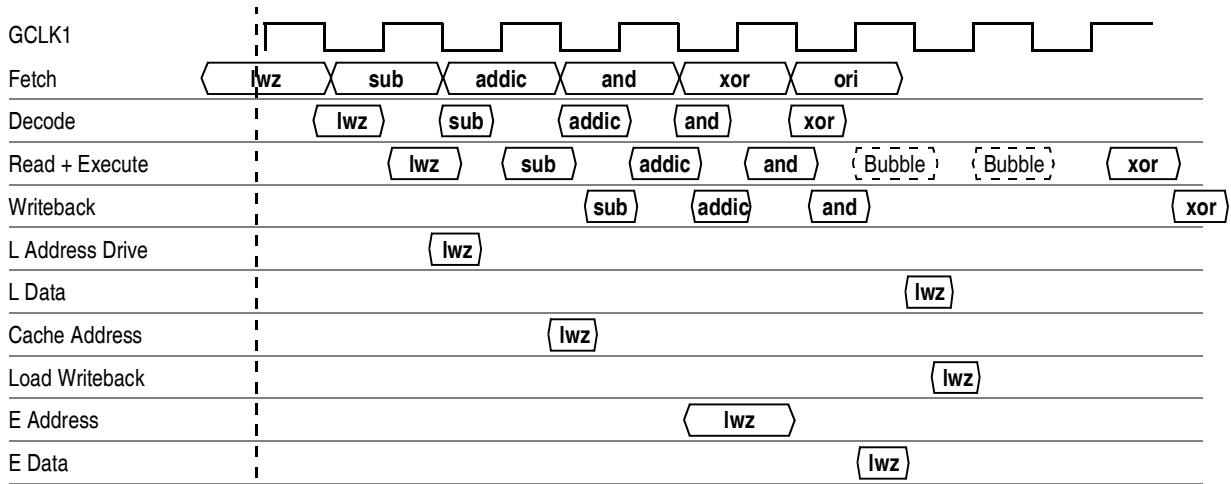 GCLK1
Fetch lwz sub addic and xor ori
Decode lwz sub addic and xor
Read + Execute lwz sub addic and Bubble Bubble xor
Writeback sub addic and xor
L Address Drive lwz
L Data lwz
Cache Address lwz
Load Writeback lwz
E Address lwz
E Data lwz